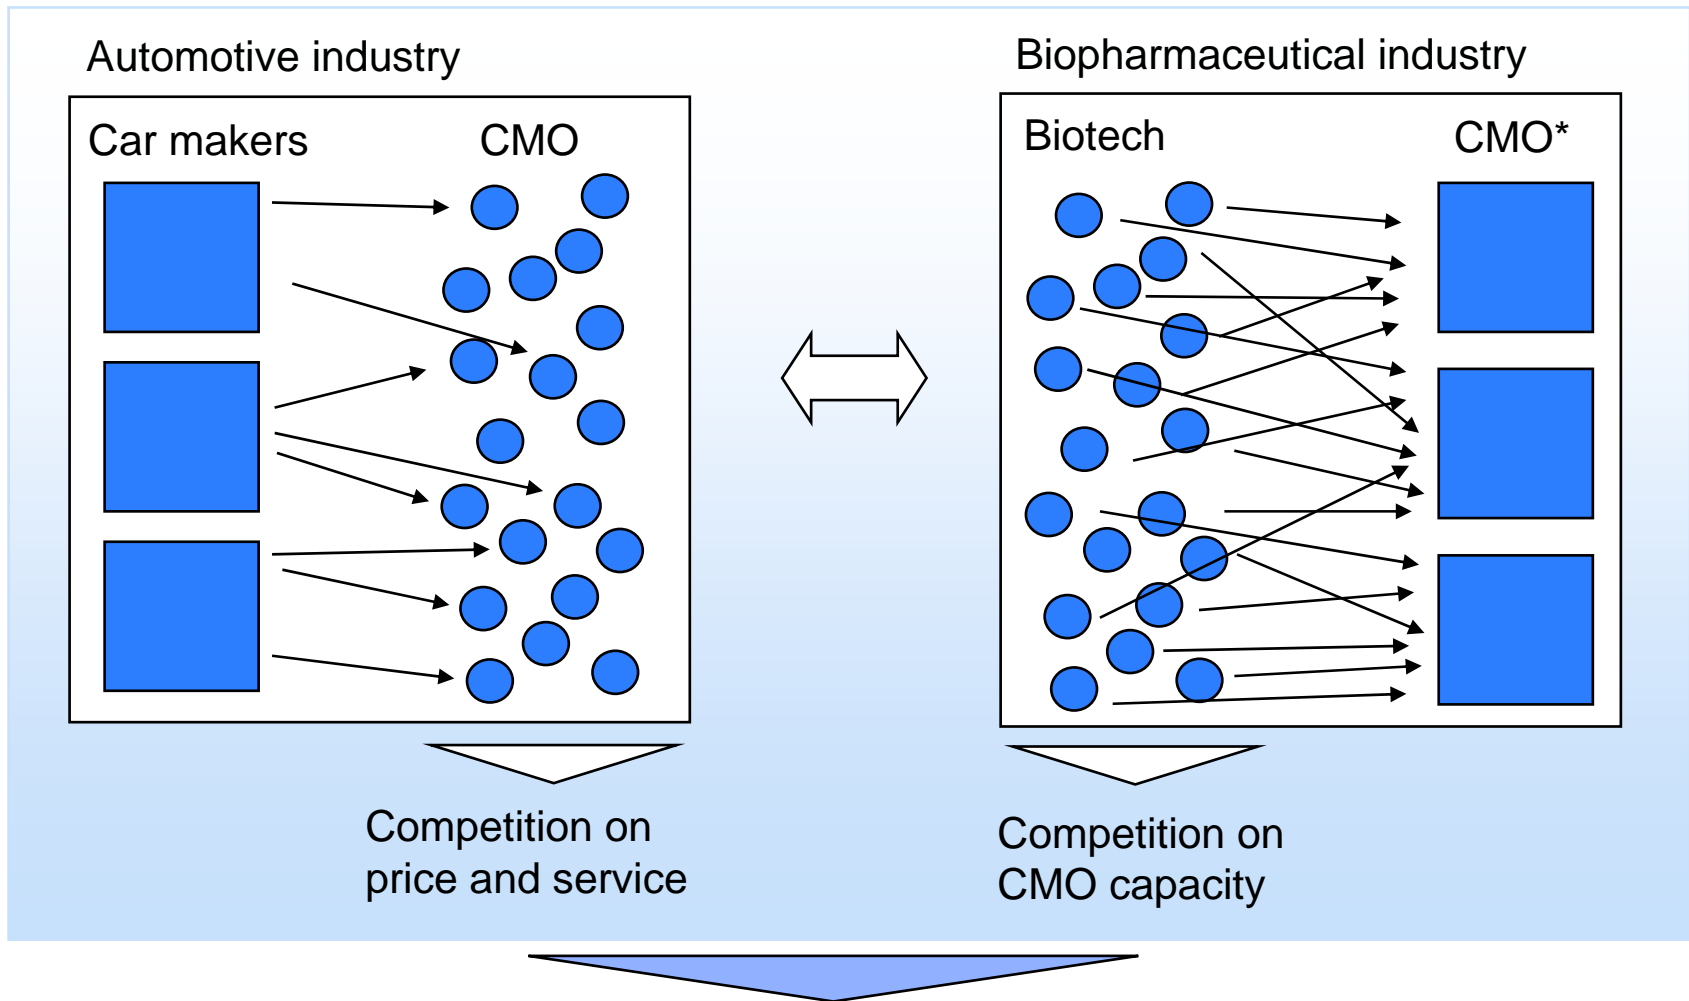 Automotive industry
Biopharmaceutical industry
Car makers
CMO
Biotech
CMO*
Competition on
price and service
Competition on
CMO capacity